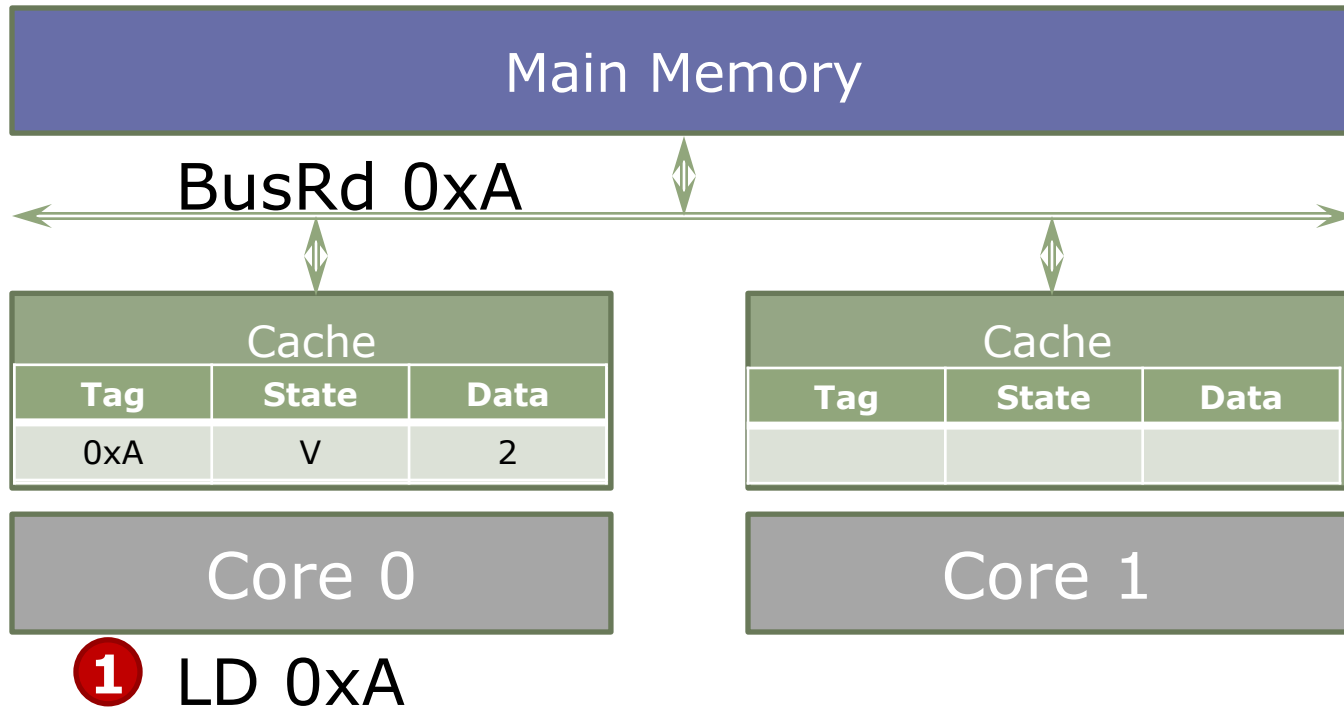 Main Memory
BusRd 0xA
Cache
Tag State Data
0xA V 2
Cache
Tag State Data
Core 0
Core 1
1 LD 0xA